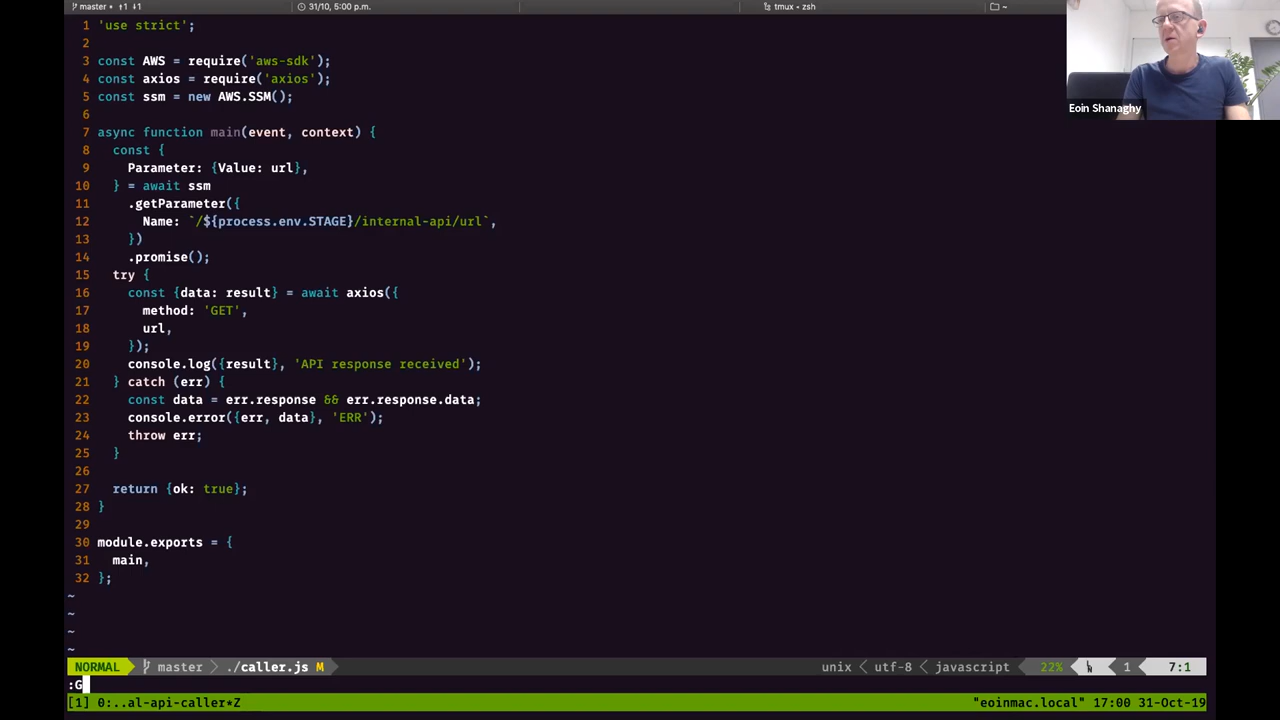 master • ↑1 ↓1 31/10, 5:00 p.m. tmux - zsh ~
Eoin Shanaghy
1 'use strict';
2
3 const AWS = require('aws-sdk');
4 const axios = require('axios');
5 const ssm = new AWS.SSM();
6
7 async function main(event, context) {
8   const {
9     Parameter: {Value: url},
10   } = await ssm
11     .getParameter({
12       Name: `/${process.env.STAGE}/internal-api/url`,
13     })
14     .promise();
15   try {
16     const {data: result} = await axios({
17       method: 'GET',
18       url,
19     });
20     console.log({result}, 'API response received');
21   } catch (err) {
22     const data = err.response && err.response.data;
23     console.error({err, data}, 'ERR');
24     throw err;
25   }
26
27   return {ok: true};
28 }
29
30 module.exports = {
31   main,
32 };
~
~
~
~
NORMAL master ./caller.js M unix utf-8 javascript 22% 1 7:1
:G
[1] 0:..al-api-caller*Z "eoinmac.local" 17:00 31-Oct-19